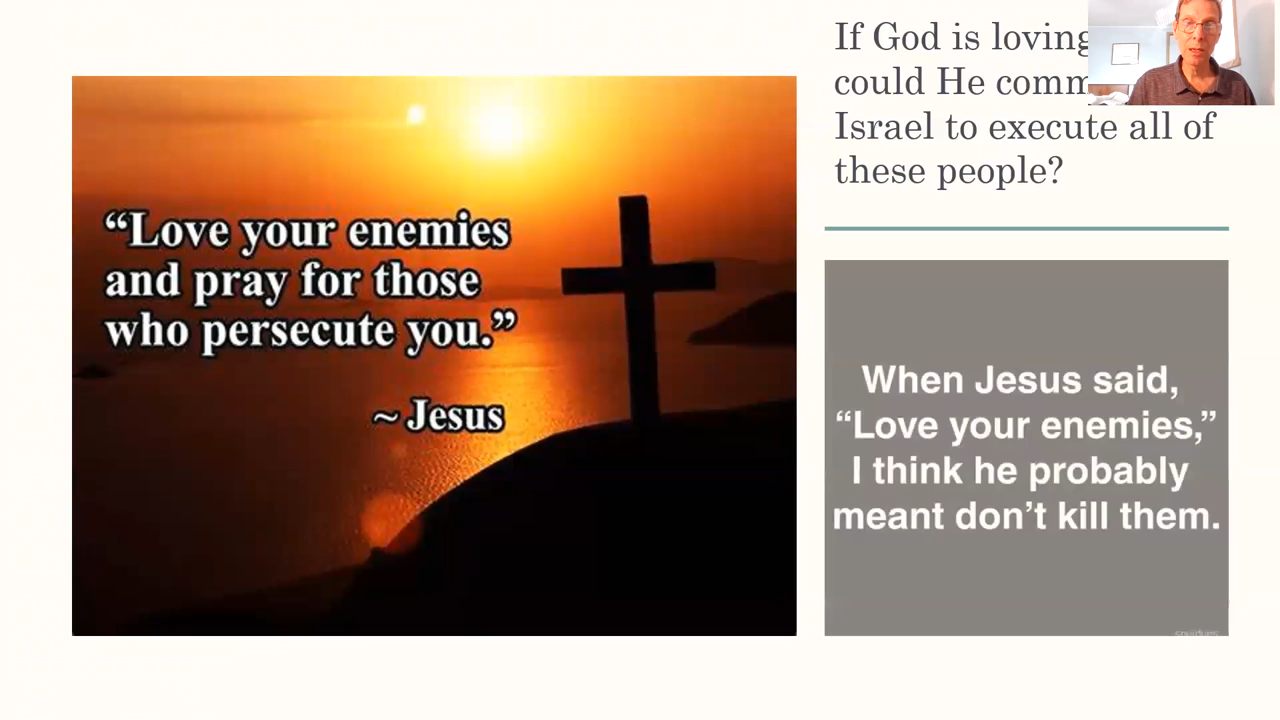 If God is loving
could He comm
Israel to execute all of
these people?
“Love your enemies
and pray for those
who persecute you.”
~ Jesus
When Jesus said,
“Love your enemies,”
I think he probably
meant don’t kill them.